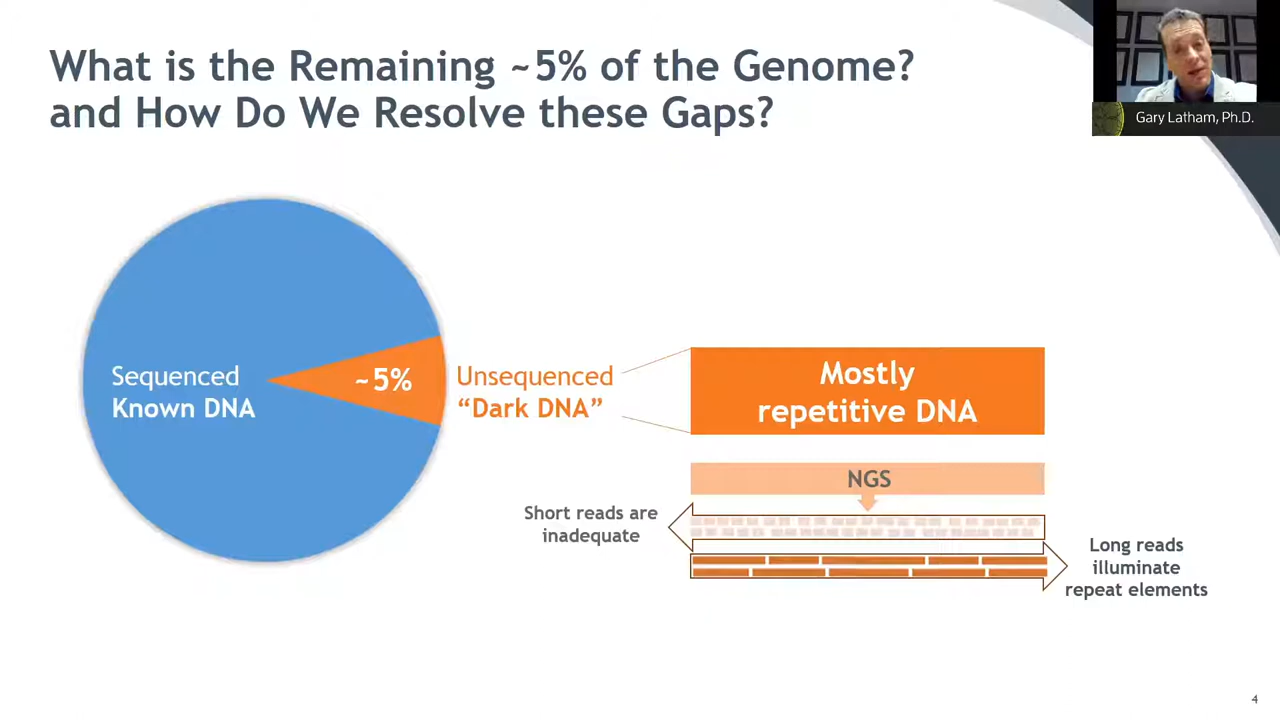 What is the Remaining ~5% of the Genome?
and How Do We Resolve these Gaps?
Gary Latham, Ph.D.
Sequenced
Known DNA
~5%
Unsequenced
“Dark DNA”
Mostly
repetitive DNA
NGS
Short reads are
inadequate
Long reads
illuminate
repeat elements
4